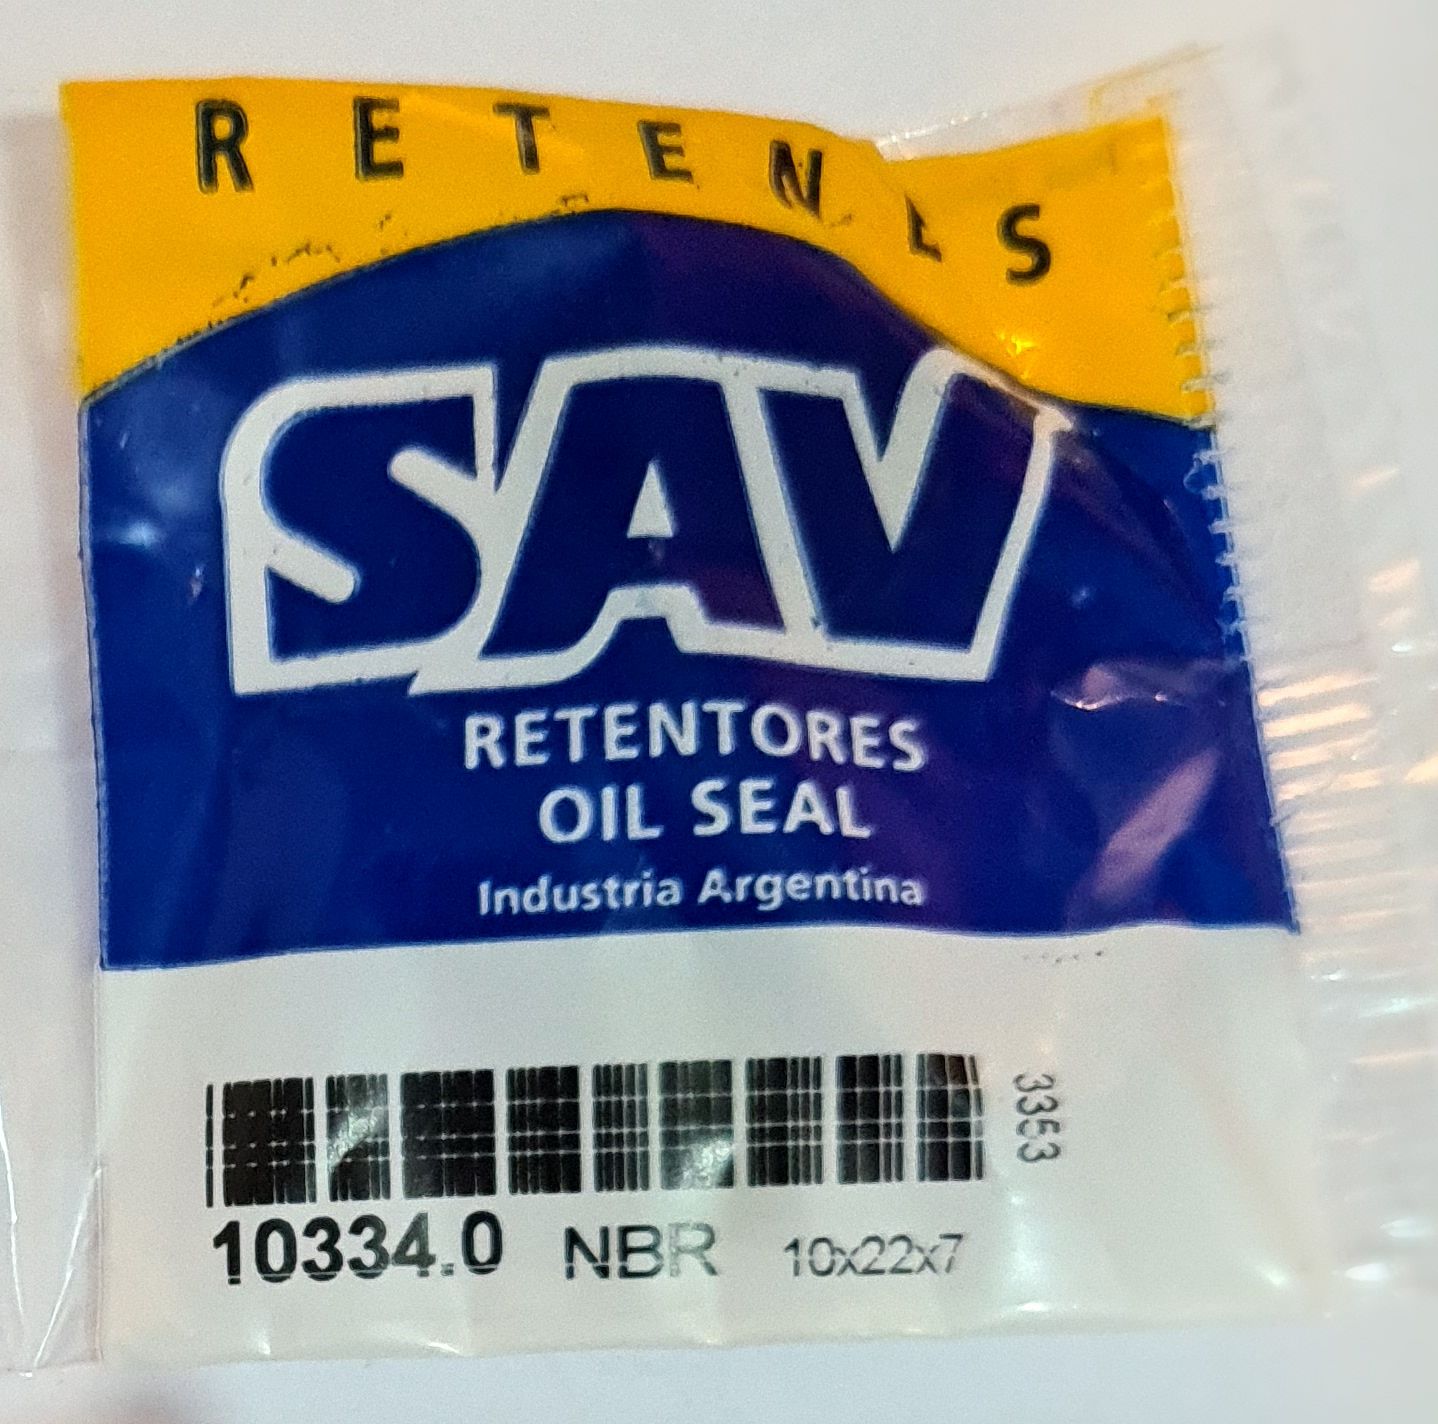 RETENES
SAV
RETENTORES
OIL SEAL
Industria Argentina
3353
10334.0 NBR 10x22x7